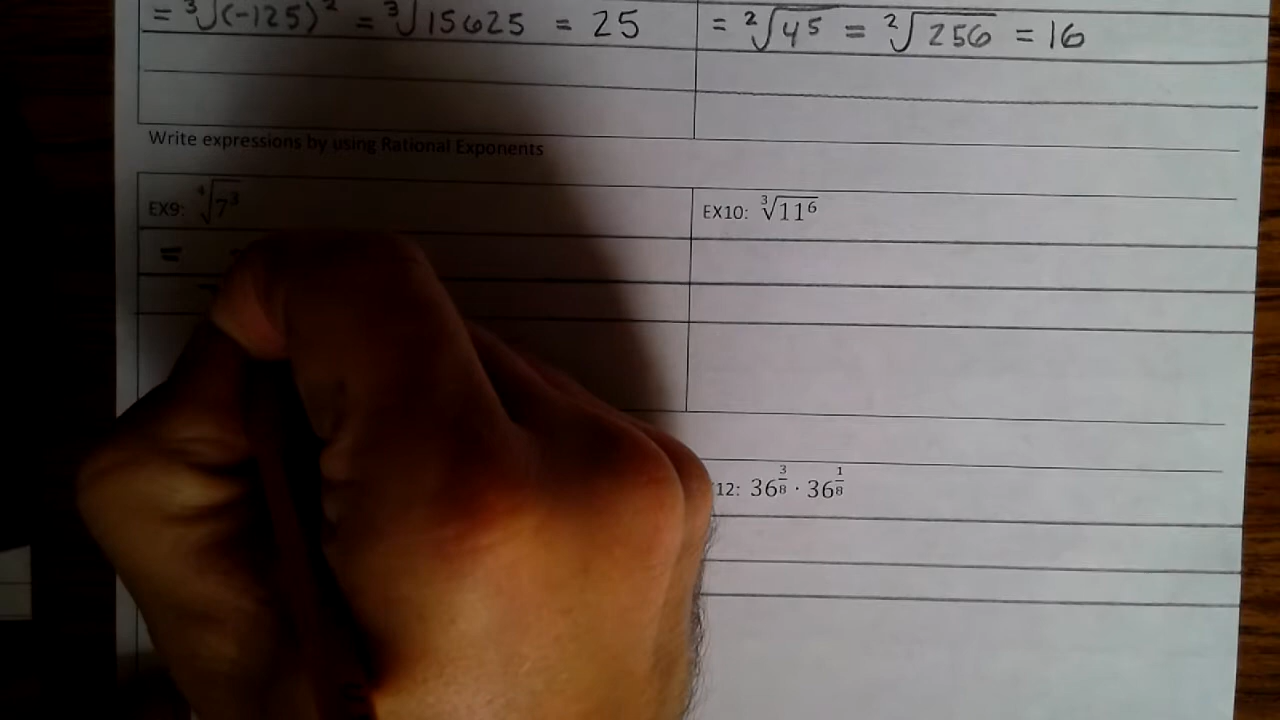 = ³√(-125)² = ³√15625 = 25
= ²√4⁵ = ²√256 = 16
Write expressions by using Rational Exponents
EX9: ⁴√7³
EX10: ³√11⁶
=
12: 36^(3/8) · 36^(1/8)